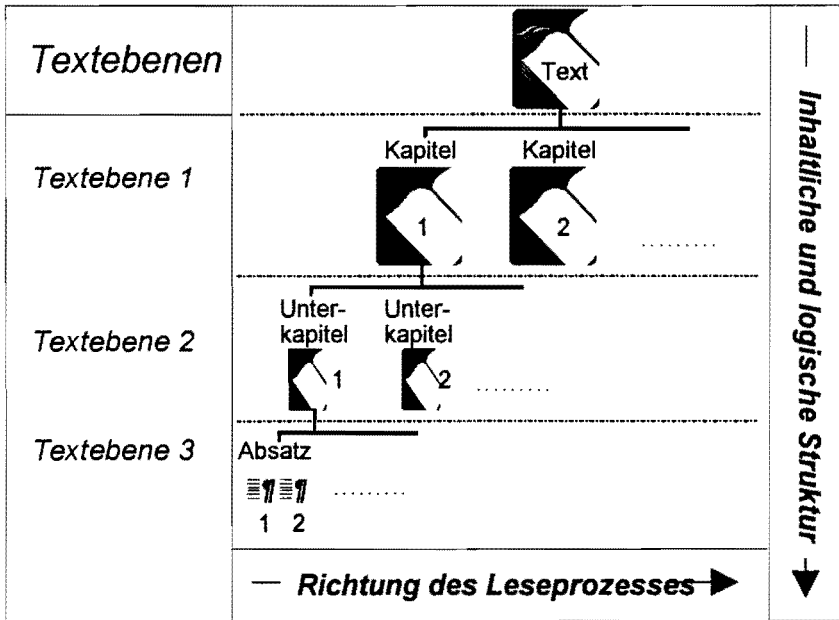 Textebenen
Text
Textebene 1
Kapitel Kapitel
1 2 ..........
Textebene 2
Unter- Unter-
kapitel kapitel
1 2 ..........
Textebene 3
Absatz
¶ ¶ ..........
1 2
Richtung des Leseprozesses
Inhaltliche und logische Struktur